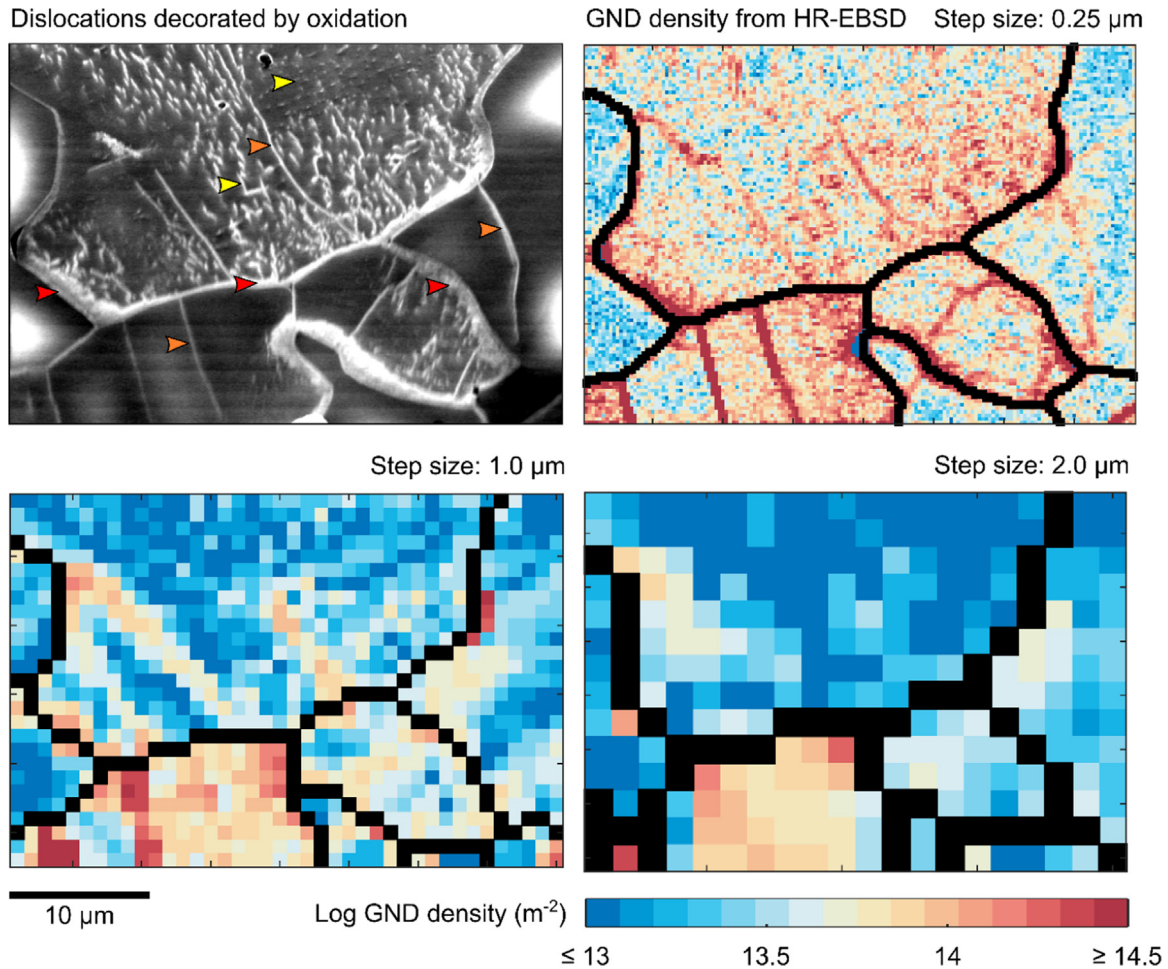 Dislocations decorated by oxidation
GND density from HR-EBSD Step size: 0.25 μm
Step size: 1.0 μm
Step size: 2.0 μm
10 μm
Log GND density (m⁻²)
≤ 13 13.5 14 ≥ 14.5